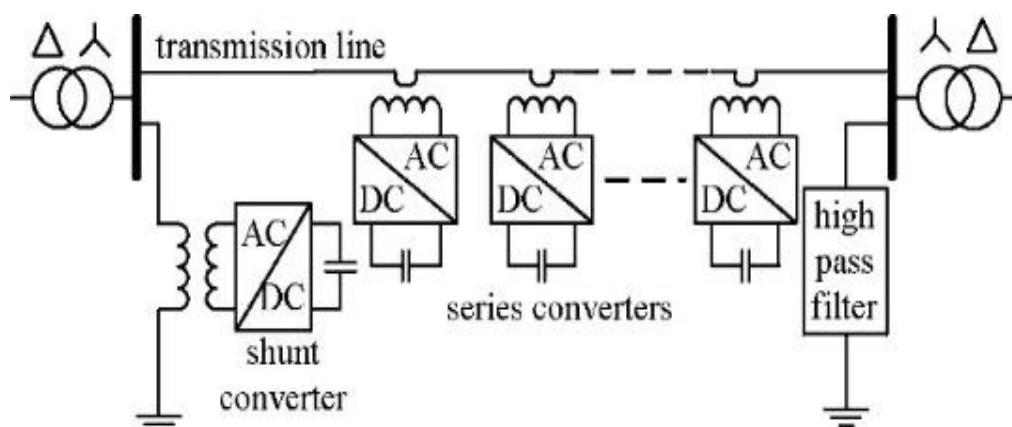 Δ
Δ
transmission line
AC
DC
AC
DC
AC
DC
AC
DC
series converters
high
pass
filter
shunt
converter